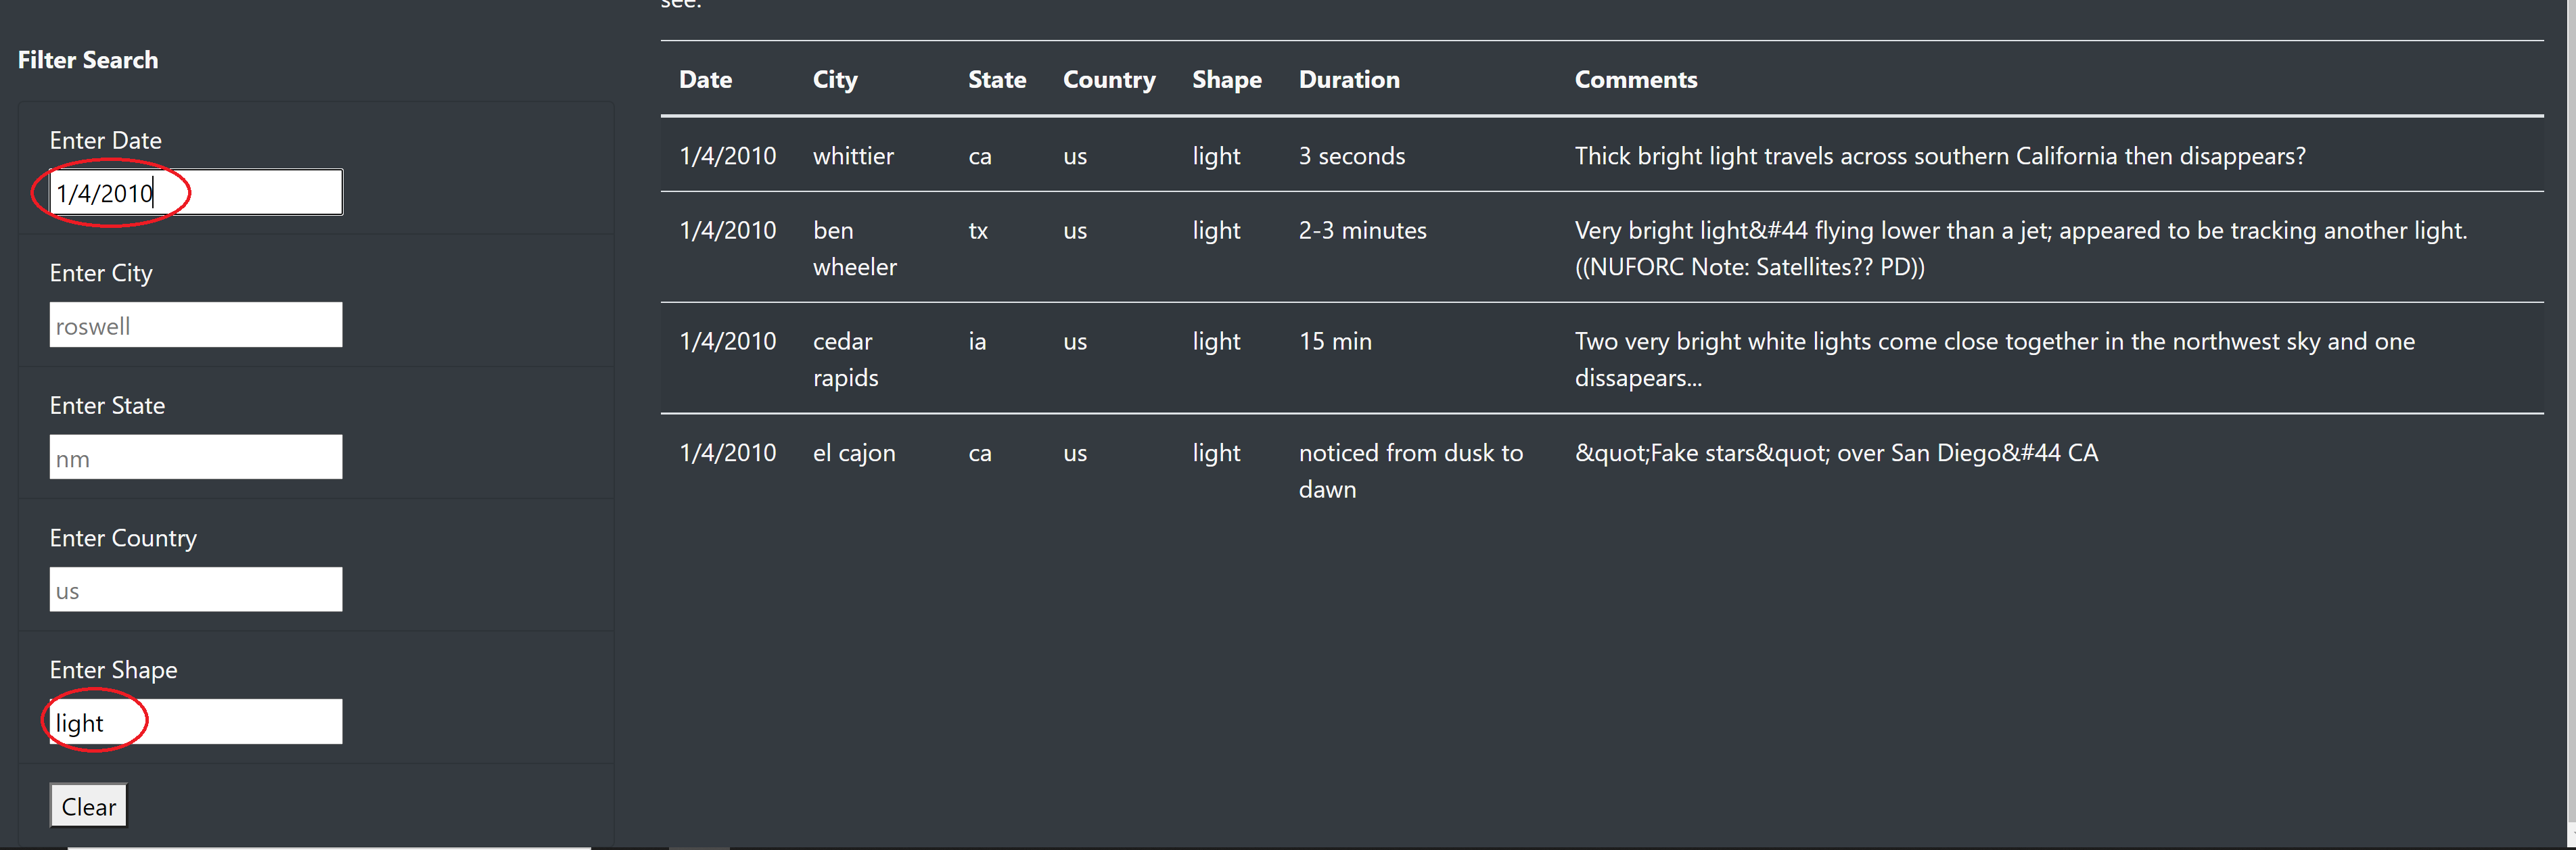 see.
Filter Search
Enter Date
1/4/2010
Enter City
roswell
Enter State
nm
Enter Country
us
Enter Shape
light
Clear
Date City State Country Shape Duration Comments
1/4/2010 whittier ca us light 3 seconds Thick bright light travels across southern California then disappears?
1/4/2010 ben tx us light 2-3 minutes Very bright light&#44 flying lower than a jet; appeared to be tracking another light.
wheeler ((NUFORC Note: Satellites?? PD))
1/4/2010 cedar ia us light 15 min Two very bright white lights come close together in the northwest sky and one
rapids dissapears...
1/4/2010 el cajon ca us light noticed from dusk to &quot;Fake stars&quot; over San Diego&#44 CA
dawn